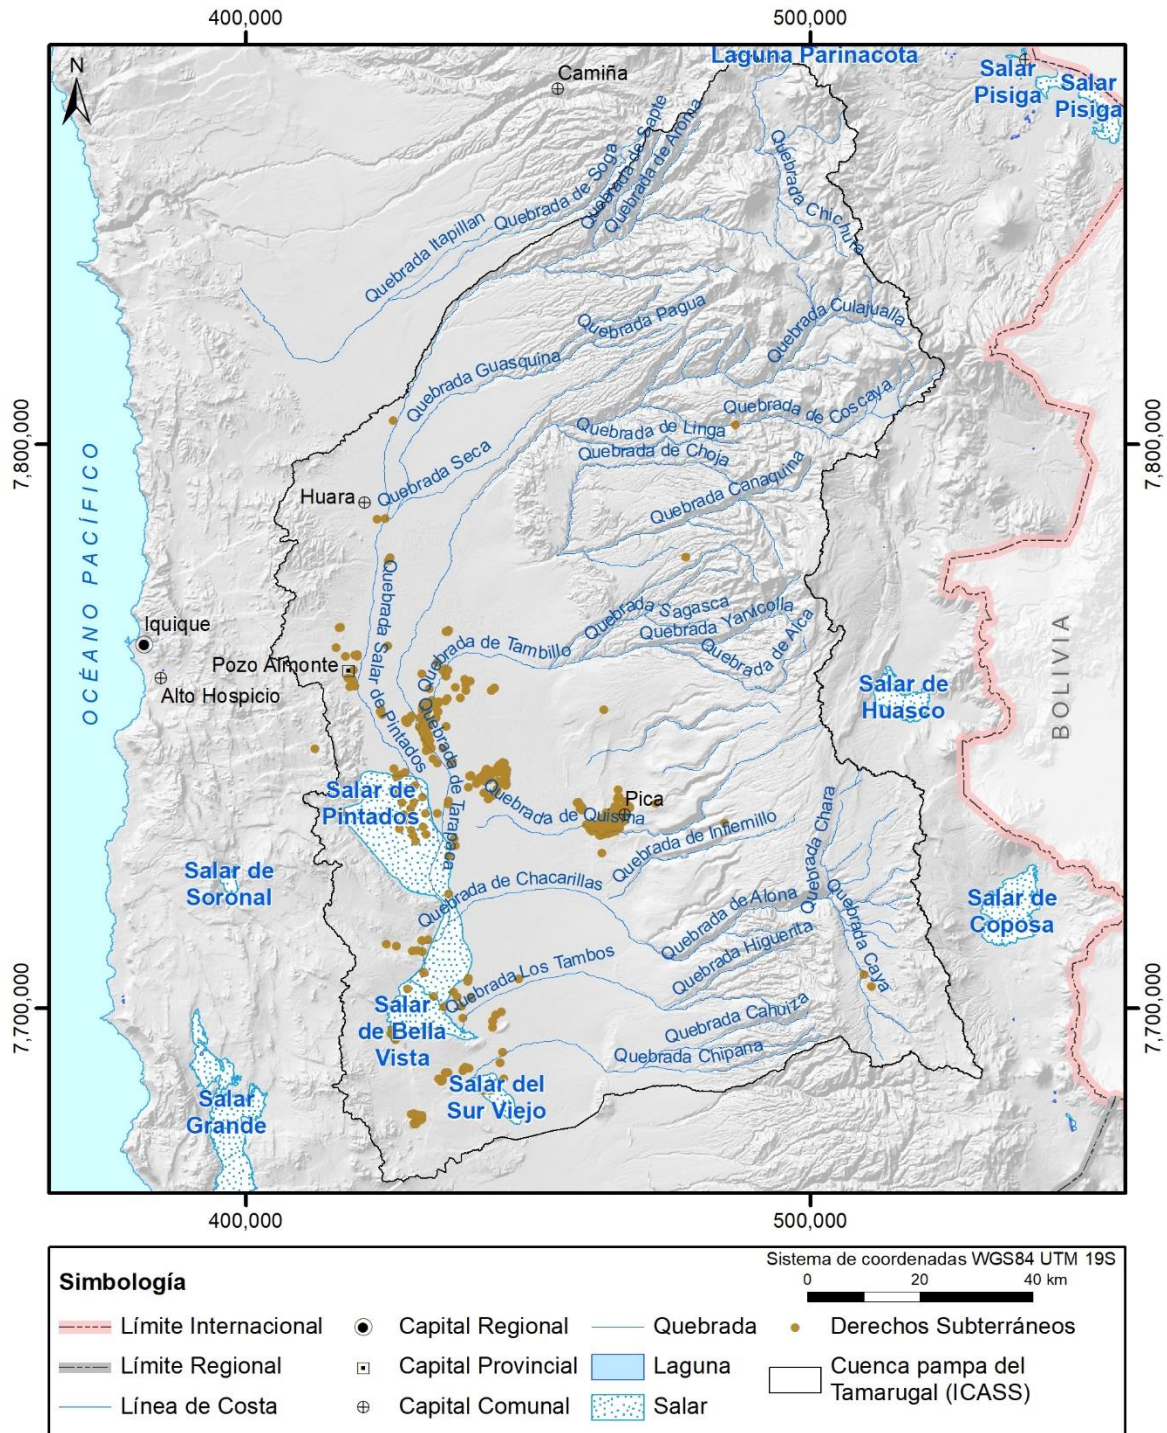 400,000
500,000
N
Laguna Parinacota
Camiña
Salar
Pisiga
Salar
Pisiga
Quebrada de Sapte
Quebrada de Soga
Quebrada de Aroma
Quebrada Itapillan
Quebrada Chichura
Quebrada Pagua
Quebrada Culajualla
Quebrada Guasquina
Quebrada de Coscaya
7,800,000
7,800,000
Quebrada de Linga
Quebrada Seca
Quebrada de Choja
Quebrada Canaquina
Huara
OCÉANO PACÍFICO
Quebrada Salar de Pintados
Quebrada Sagasca
Quebrada Yarvicolla
Quebrada de Alca
Iquique
Quebrada de Tambillo
Pozo Almonte
Alto Hospicio
Salar de
Huasco
BOLIVIA
Quebrada de Tarapacá
Salar de
Pintados
Quebrada de Quisma
Pica
Quebrada de Infiernillo
Quebrada Chara
Salar de
Soronal
Quebrada de Chacarillas
Quebrada de Alona
Salar de
Coposa
Quebrada Higuerita
Quebrada Caya
Quebrada Los Tambos
7,700,000
7,700,000
Salar
de Bella
Vista
Quebrada Cahuiza
Quebrada Chipana
Salar
Grande
Salar del
Sur Viejo
400,000
500,000
Sistema de coordenadas WGS84 UTM 19S
0 20 40 km
Simbología
Límite Internacional
Capital Regional
Quebrada
Derechos Subterráneos
Límite Regional
Capital Provincial
Laguna
Cuenca pampa del
Tamarugal (ICASS)
Línea de Costa
Capital Comunal
Salar